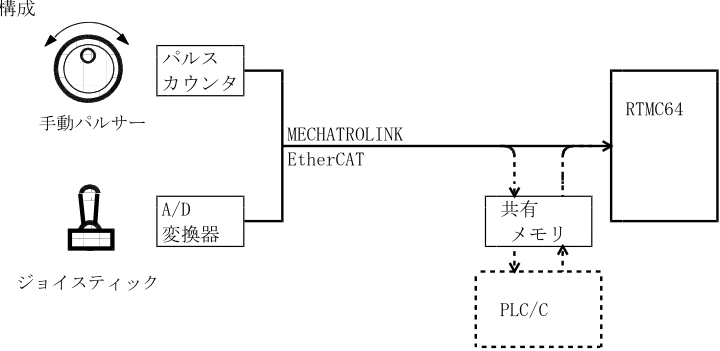 構成
パルス
カウンタ
手動パルサー
MECHATROLINK
EtherCAT
RTMC64
A/D
変換器
ジョイスティック
共有
メモリ
PLC/C